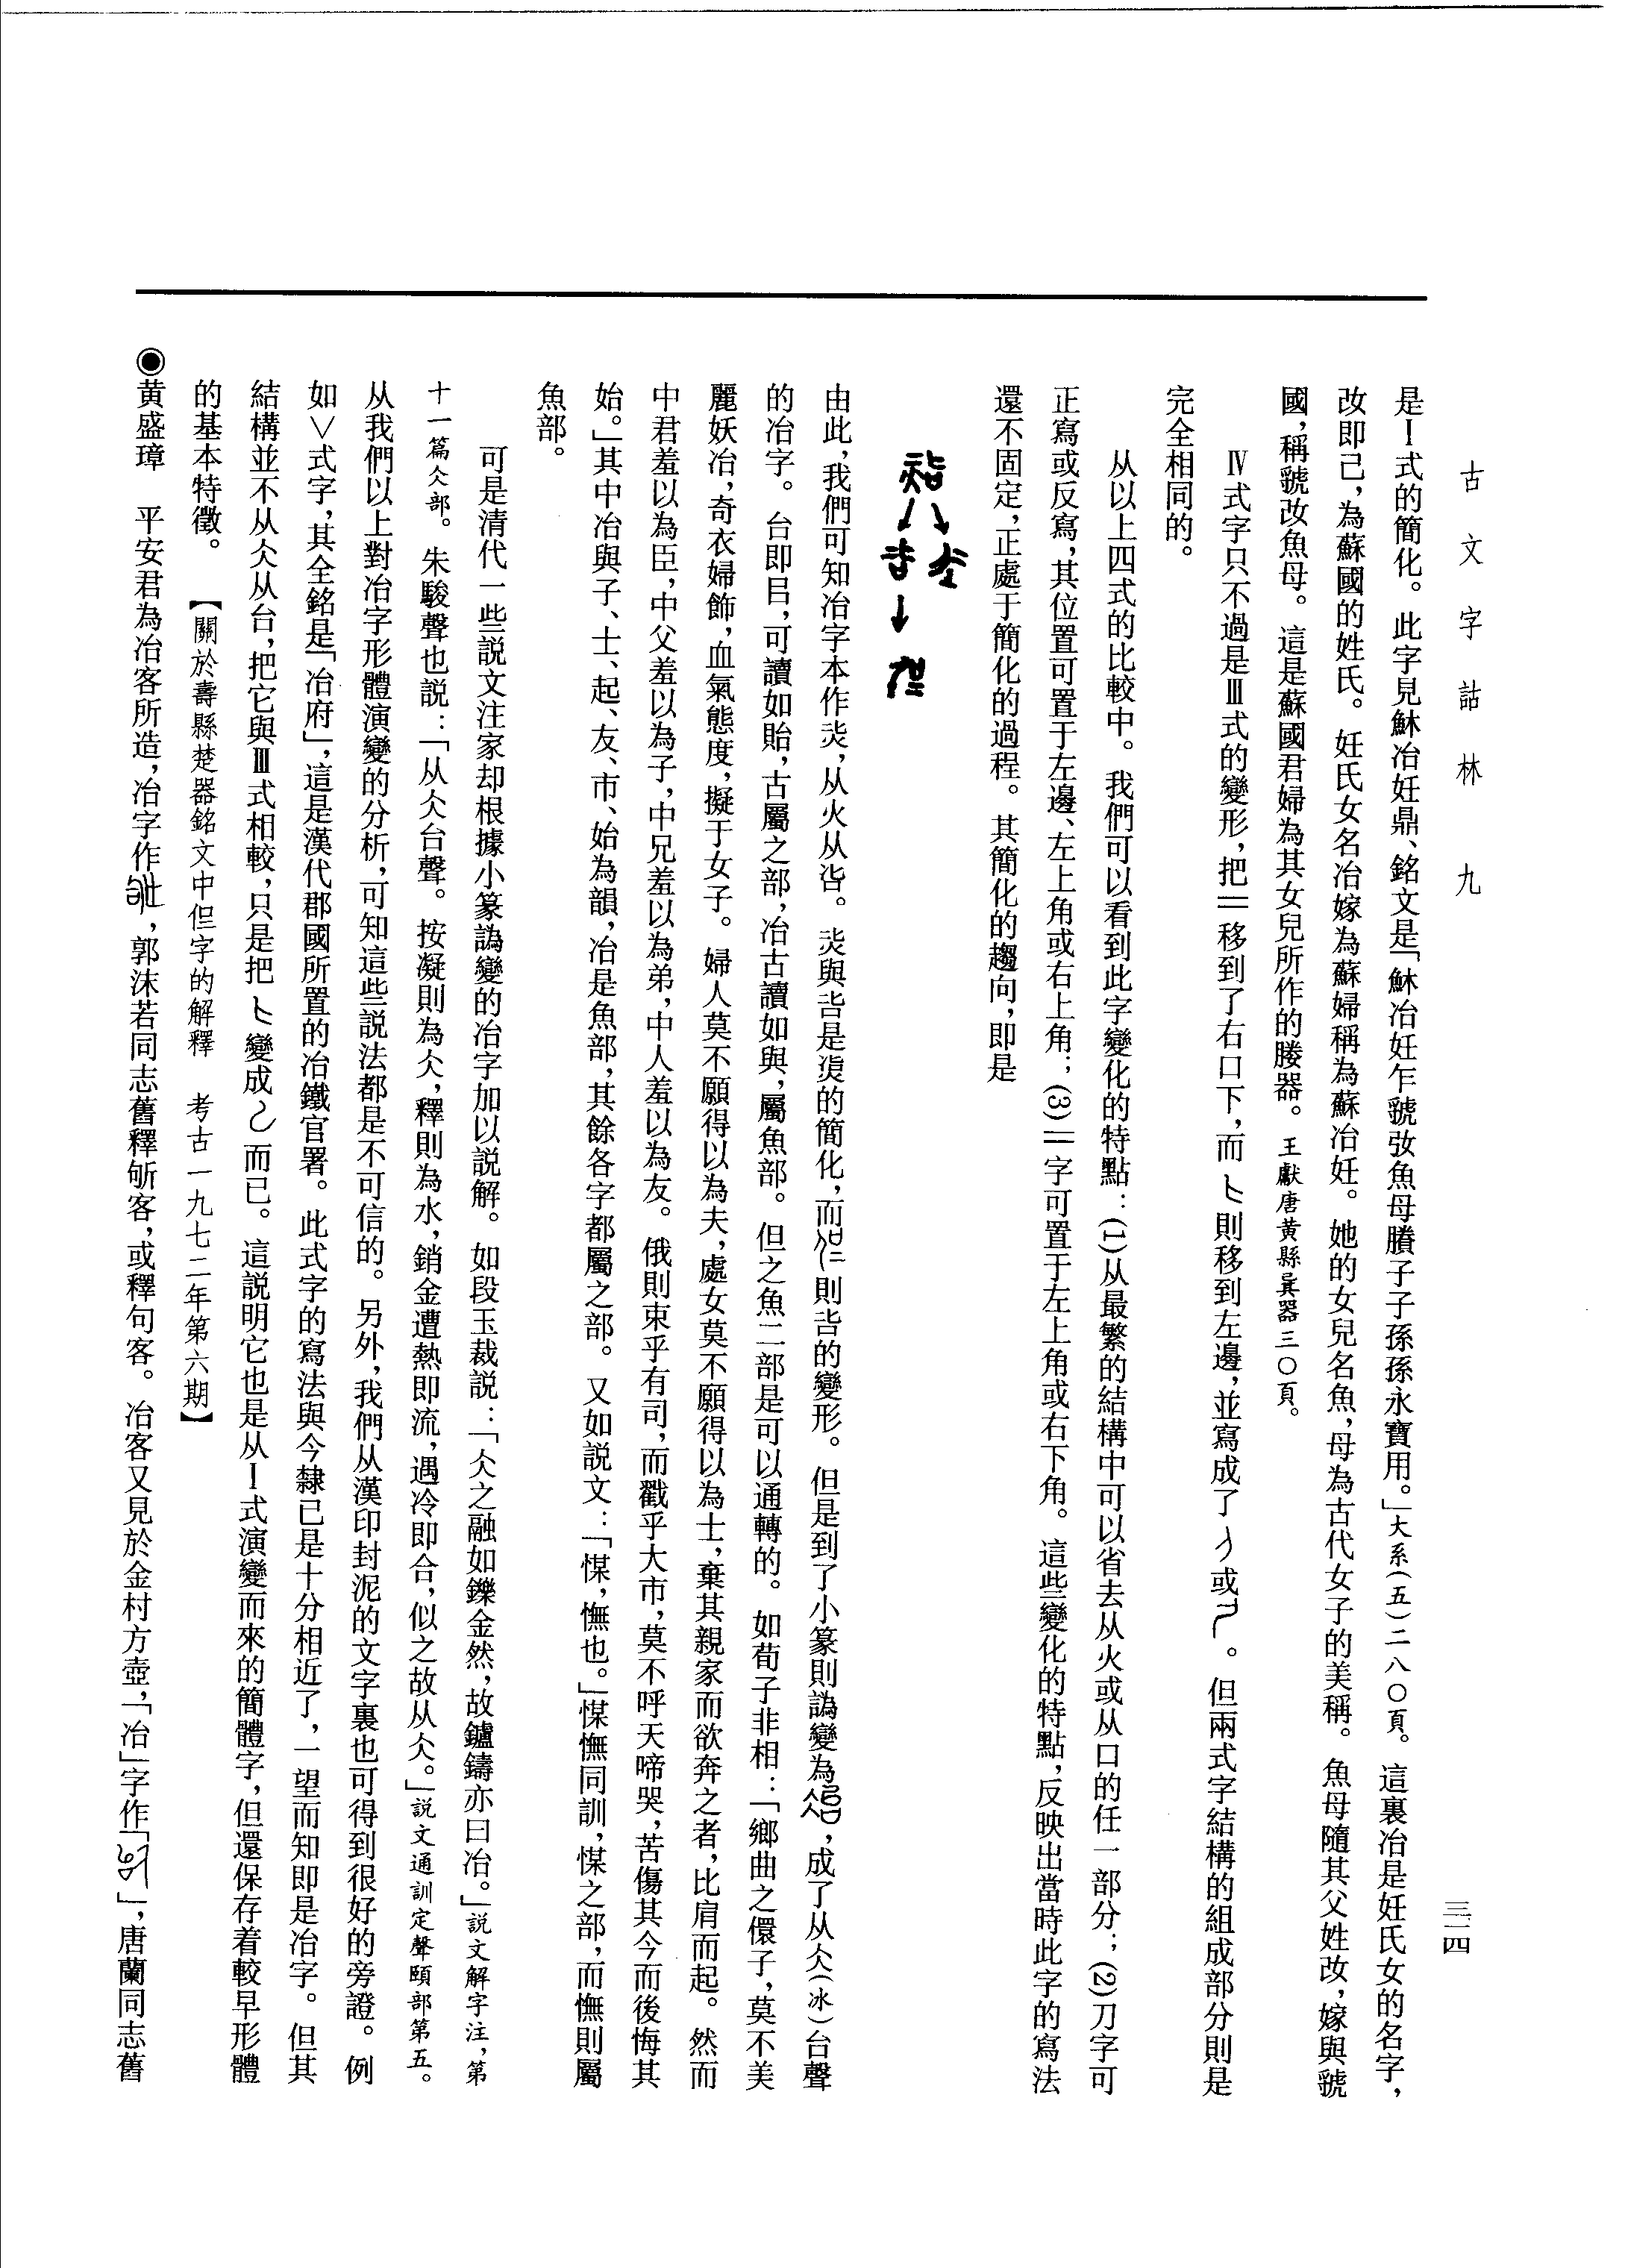 古文字詁林 九
三一四
是Ⅰ式的簡化。此字見穌冶妊鼎、銘文是「穌冶妊乍虢改魚母賸子子孫孫永寶用。」大系(五)二八〇頁。這裏冶是妊氏女的名字，
改即己，為蘇國的姓氏。妊氏女名冶嫁為蘇婦稱為蘇冶妊。她的女兒名魚，母為古代女子的美稱。魚母隨其父姓改，嫁與虢
國，稱虢改魚母。這是蘇國君婦為其女兒所作的媵器。王獻唐黃縣㠱器三〇頁。
Ⅳ式字只不過是Ⅲ式的變形，把二移到了右口下，而則移到左邊，並寫成了或。但兩式字結構的組成部分則是
完全相同的。
从以上四式的比較中。我們可以看到此字變化的特點：(1)从最繁的結構中可以省去从火或从口的任一部分；(2)刀字可
正寫或反寫，其位置可置于左邊、左上角或右上角；(3)二字可置于左上角或右下角。這些變化的特點，反映出當時此字的寫法
還不固定，正處于簡化的過程。其簡化的趨向，即是
由此，我們可知冶字本作，从火从。與是的簡化，而則的變形。但是到了小篆則譌變為，成了从仌(冰)台聲
的冶字。台即㠯，可讀如貽，古屬之部，冶古讀如與，屬魚部。但之魚二部是可以通轉的。如荀子非相：「鄉曲之儇子，莫不美
麗妖冶，奇衣婦飾，血氣態度，擬于女子。婦人莫不願得以為夫，處女莫不願得以為士，棄其親家而欲奔之者，比肩而起。然而
中君羞以為臣，中父羞以為子，中兄羞以為弟，中人羞以為友。俄則束乎有司，而戳乎大市，莫不呼天啼哭，苦傷其今而後悔其
始。」其中冶與子、士、起、友、市、始為韻，冶是魚部，其餘各字都屬之部。又如説文：「㥬，憮也。」㥬憮同訓，㥬之部，而憮則屬
魚部。
可是清代一些説文注家却根據小篆譌變的冶字加以説解。如段玉裁説：「仌之融如鑠金然，故鑪鑄亦曰冶。」説文解字注，第
十一篇仌部。朱駿聲也説：「从仌台聲。按凝則為仌，釋則為水，銷金遭熱即流，遇冷即合，似之故从仌。」説文通訓定聲頤部第五。
从我們以上對冶字形體演變的分析，可知這些説法都是不可信的。另外，我們从漢印封泥的文字裏也可得到很好的旁證。例
如Ⅴ式字，其全銘是「冶府」，這是漢代郡國所置的冶鐵官署。此式字的寫法與今隸已是十分相近了，一望而知即是冶字。但其
結構並不从仌从台，把它與Ⅲ式相較，只是把變成而已。這説明它也是从Ⅰ式演變而來的簡體字，但還保存着較早形體
的基本特徵。 【關於壽縣楚器銘文中但字的解釋 考古一九七二年第六期】
◉黄盛璋 平安君為冶客所造，冶字作，郭沫若同志舊釋斪客，或釋句客。冶客又見於金村方壺，「冶」字作「」，唐蘭同志舊